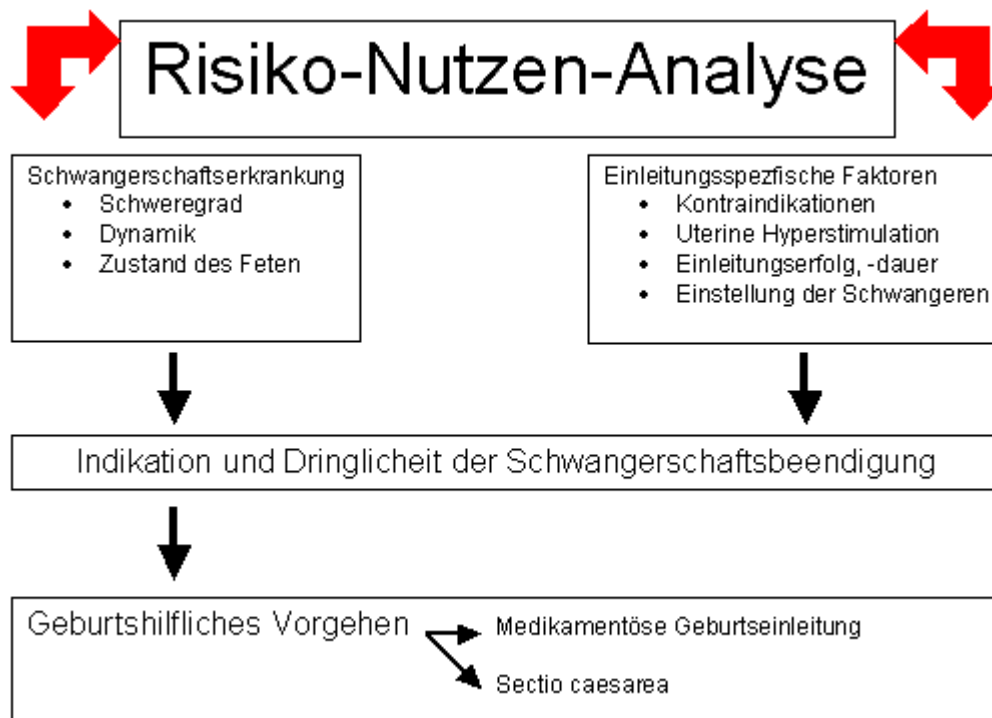 Risiko-Nutzen-Analyse
Schwangerschaftserkrankung
• Schweregrad
• Dynamik
• Zustand des Feten
Einleitungsspezfische Faktoren
• Kontraindikationen
• Uterine Hyperstimulation
• Einleitungserfolg, -dauer
• Einstellung der Schwangeren
Indikation und Dringlicheit der Schwangerschaftsbeendigung
Geburtshilfliches Vorgehen
Medikamentöse Geburtseinleitung
Sectio caesarea